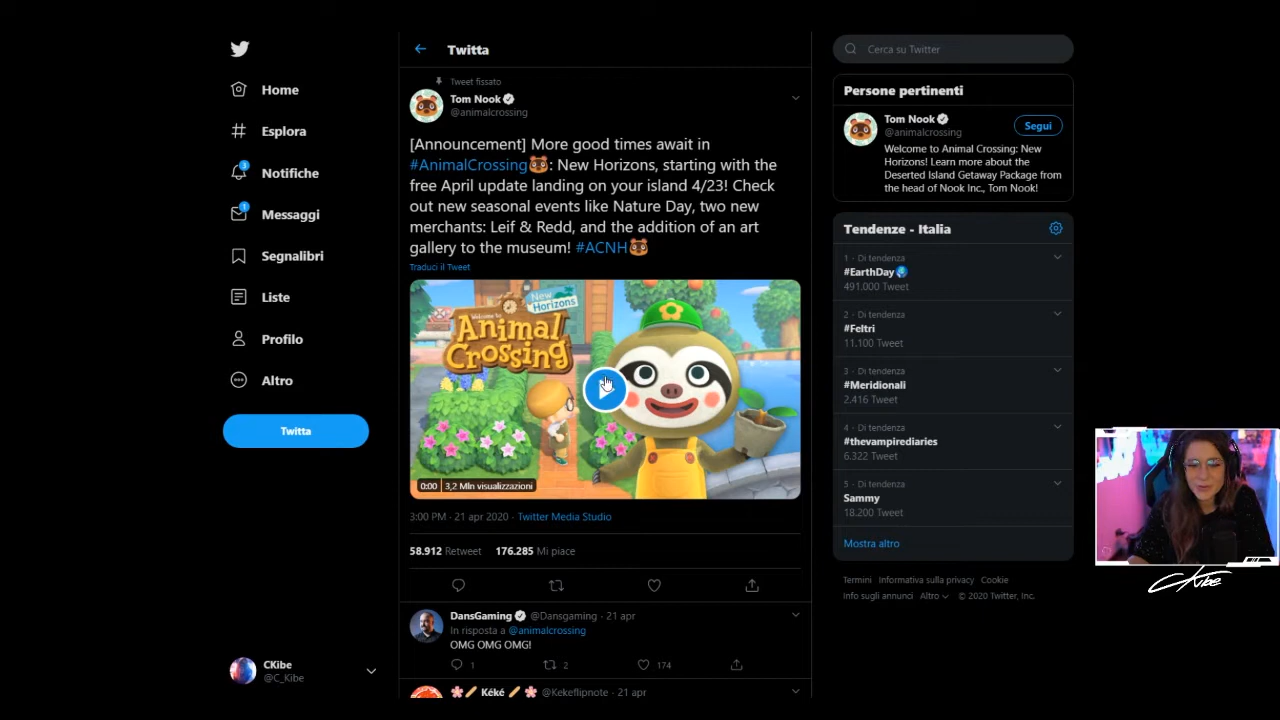 Home
Esplora
3
Notifiche
1
Messaggi
Segnalibri
Liste
Profilo
Altro
Twitta
CKibe
@C_Kibe
Twitta
Tweet fissato
Tom Nook
@animalcrossing
[Announcement] More good times await in
#AnimalCrossing: New Horizons, starting with the
free April update landing on your island 4/23! Check
out new seasonal events like Nature Day, two new
merchants: Leif & Redd, and the addition of an art
gallery to the museum! #ACNH
Traduci il Tweet
New
Horizons
Welcome to
Animal
Crossing
0:00 3,2 Mln visualizzazioni
3:00 PM · 21 apr 2020 · Twitter Media Studio
58.912 Retweet 176.285 Mi piace
DansGaming @Dansgaming · 21 apr
In risposta a @animalcrossing
OMG OMG OMG!
1 2 174
Kéké @Kekeflipnote · 21 apr
Cerca su Twitter
Persone pertinenti
Tom Nook
@animalcrossing
Segui
Welcome to Animal Crossing: New
Horizons! Learn more about the
Deserted Island Getaway Package from
the head of Nook Inc., Tom Nook!
Tendenze - Italia
1 · Di tendenza
#EarthDay
491.000 Tweet
2 · Di tendenza
#Feltri
11.100 Tweet
3 · Di tendenza
#Meridionali
2.416 Tweet
4 · Di tendenza
#thevampirediaries
6.322 Tweet
5 · Di tendenza
Sammy
18.200 Tweet
Mostra altro
Termini Informativa sulla privacy Cookie
Info sugli annunci Altro © 2020 Twitter, Inc.
CKibe